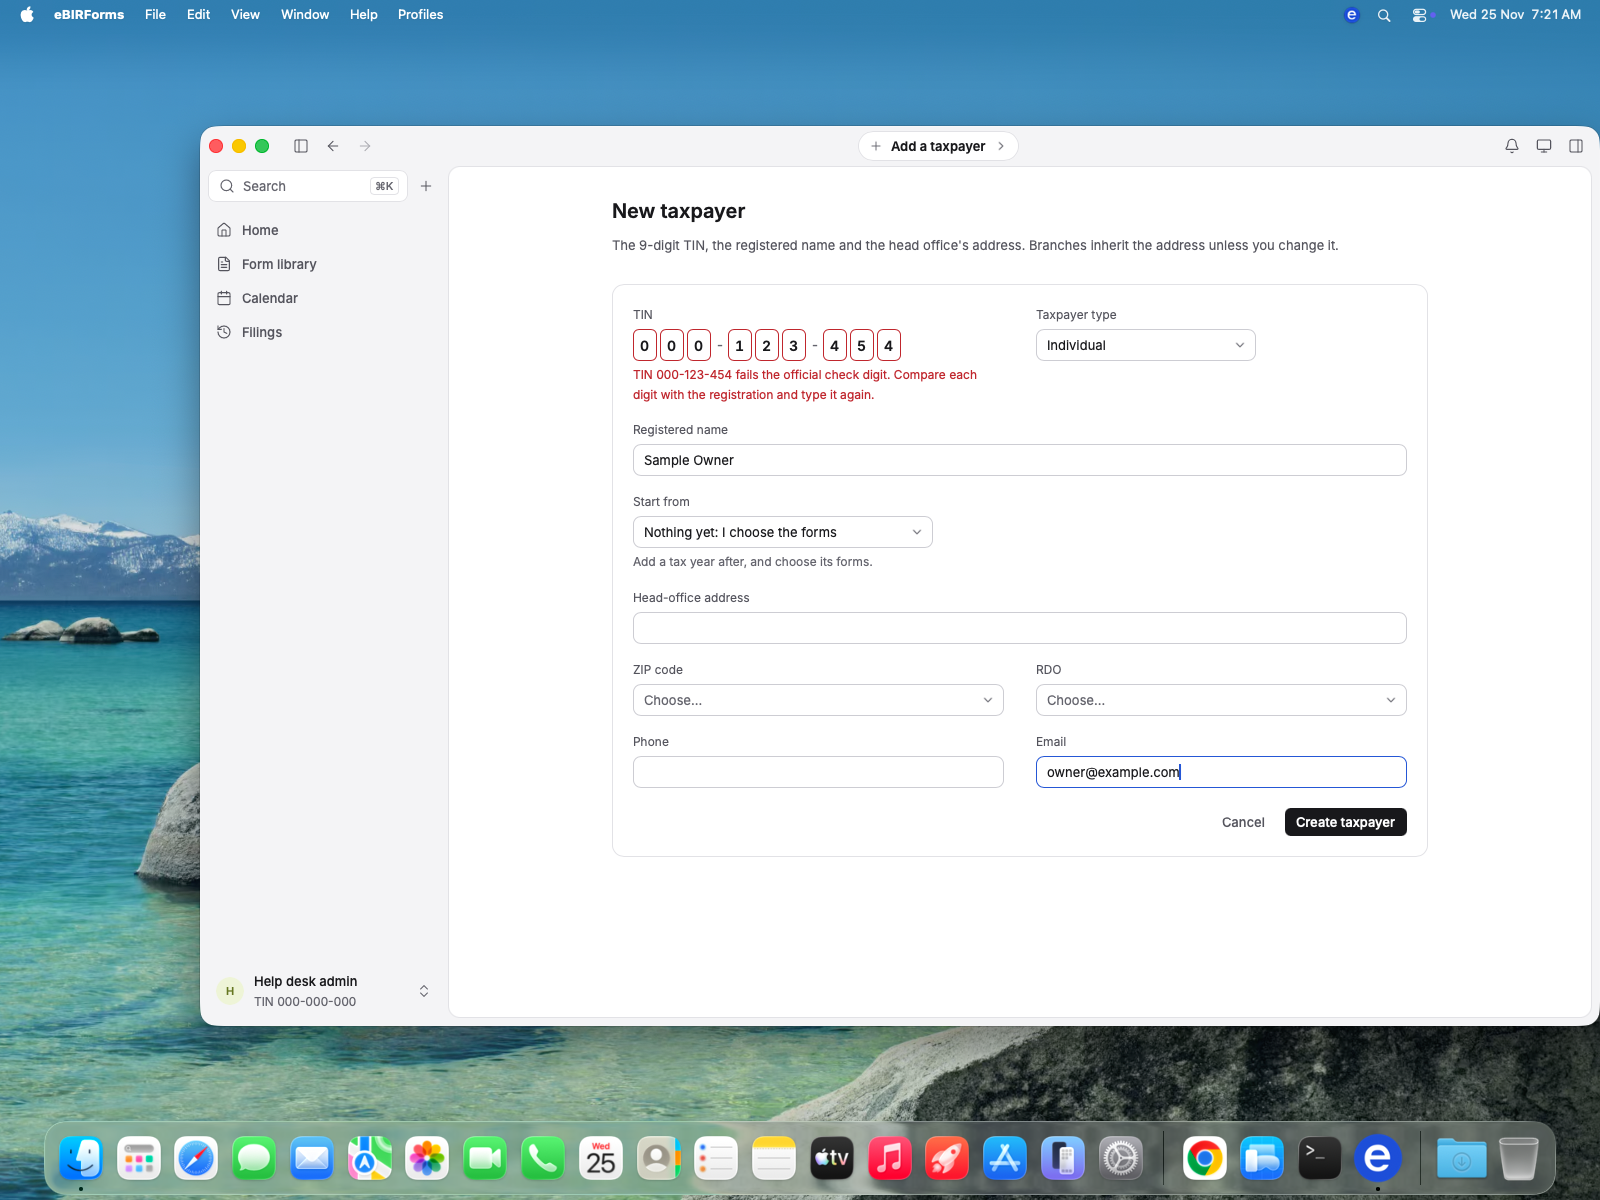 eBIRForms File Edit View Window Help Profiles
e
Wed 25 Nov 7:21 AM
Add a taxpayer
Search ⌘K
Home
Form library
Calendar
Filings
New taxpayer
The 9-digit TIN, the registered name and the head office's address. Branches inherit the address unless you change it.
TIN
0 0 0 - 1 2 3 - 4 5 4
TIN 000-123-454 fails the official check digit. Compare each
digit with the registration and type it again.
Taxpayer type
Individual
Registered name
Sample Owner
Start from
Nothing yet: I choose the forms
Add a tax year after, and choose its forms.
Head-office address
ZIP code
Choose...
RDO
Choose...
Phone
Email
owner@example.com
Cancel
Create taxpayer
H
Help desk admin
TIN 000-000-000
Wed
25
tv
>_
e